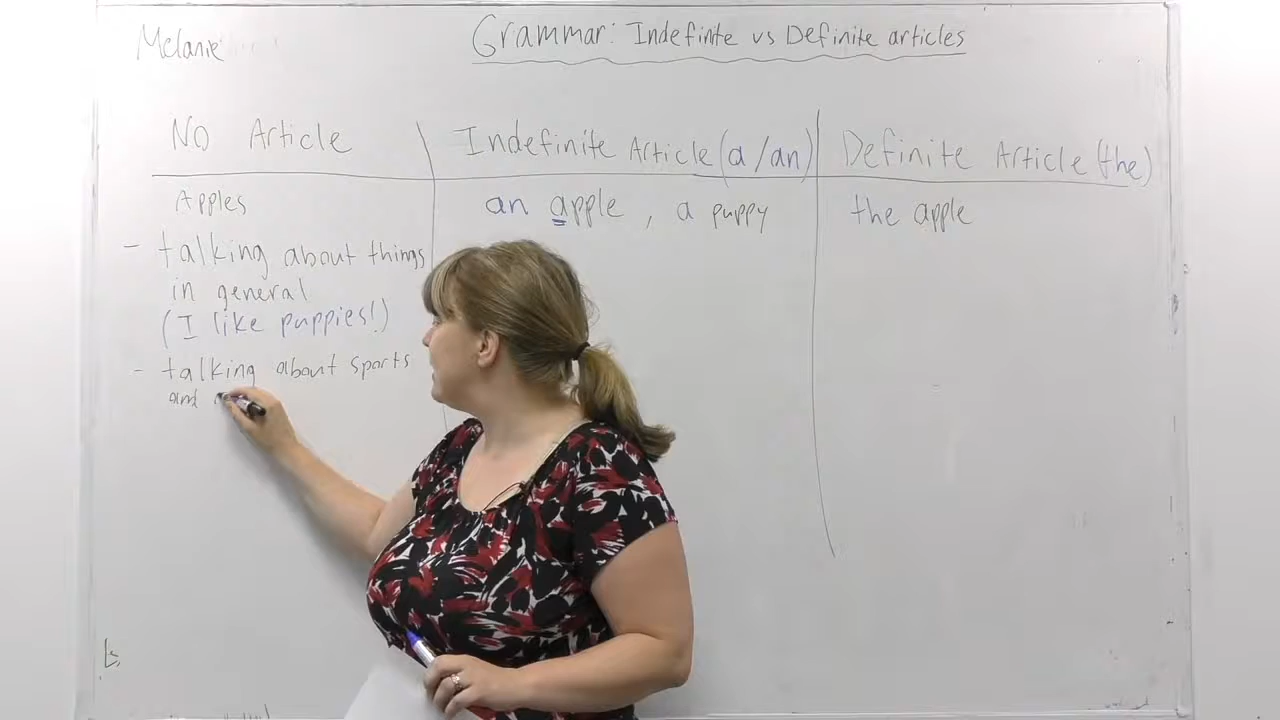 Melanie
Grammar: Indefinite vs Definite articles
No Article
Indefinite Article (a/an)
Definite Article (the)
Apples
an apple, a puppy
the apple
- talking about things
in general
(I like puppies!)
- talking about sports
and